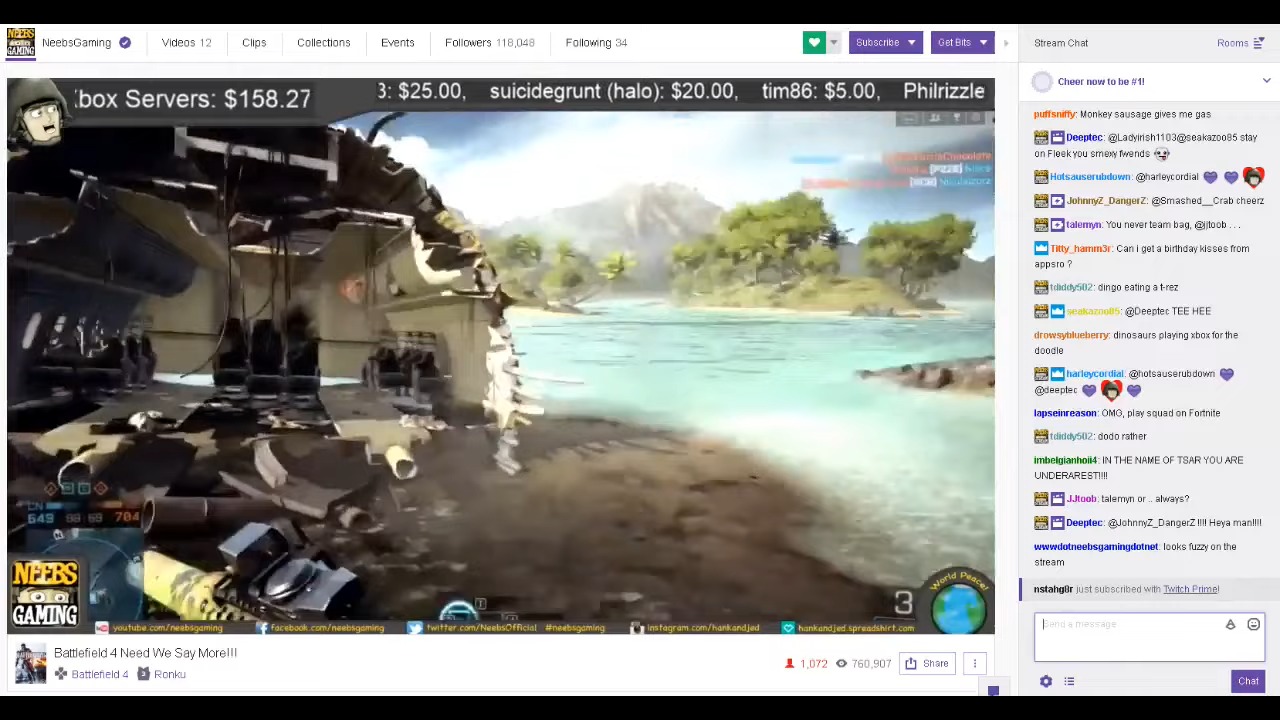 NEEBS
GAMING
NeebsGaming
Videos 12
Clips
Collections
Events
Followers 118,048
Following 34
Subscribe
Get Bits
Stream Chat
Rooms
box Servers: $158.27
3: $25.00, suicidegrunt (halo): $20.00, tim86: $5.00, Philrizzle
543
704
3
World Peace!
NEEBS
GAMING
youtube.com/neebsgaming
facebook.com/neebsgaming
twitter.com/NeebsOfficial #neebsgaming
instagram.com/hankandjed
hankandjed.spreadshirt.com
Battlefield 4 Need We Say More!!!
Battlefield 4 Ronku
1,072
760,907
Share
Cheer now to be #1!
puffsniffy: Monkey sausage gives me gas
Deeptec: @Ladyirish1103@seakazoo85 stay
on Fleek you smexy fwends
Hotsauserubdown: @harleycordial
JohnnyZ_DangerZ: @Smashed__Crab cheerz
talemyn: You never team bag, @jjtoob . . .
Titty_hamm3r: Can i get a birthday kisses from
appsro ?
tdiddy502: dingo eating a t-rez
seakazoo85: @Deeptec TEE HEE
drowsyblueberry: dinosaurs playing xbox for the
doodle
harleycordial: @hotsauserubdown
@deeptec
lapseinreason: OMG, play squad on Fortnite
tdiddy502: dodo rather
imbelgianhoii4: IN THE NAME OF TSAR YOU ARE
UNDERAREST!!!!
JJtoob: talemyn or .. always?
Deeptec: @JohnnyZ_DangerZ !!!! Heya man!!!!
wwwdotneebsgamingdotnet: looks fuzzy on the
stream
nstahg8r just subscribed with Twitch Prime!
Send a message
Chat